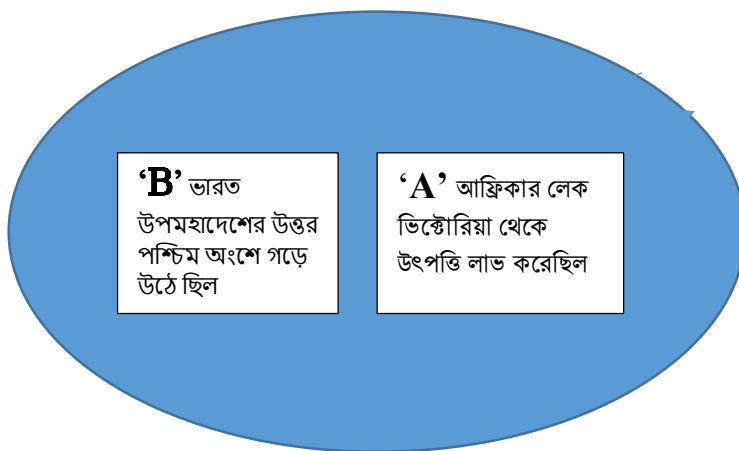 ‘B’ ভারত
উপমহাদেশের উত্তর
পশ্চিম অংশে গড়ে
উঠে ছিল
‘A’ আফ্রিকার লেক
ভিক্টোরিয়া থেকে
উৎপত্তি লাভ করেছিল